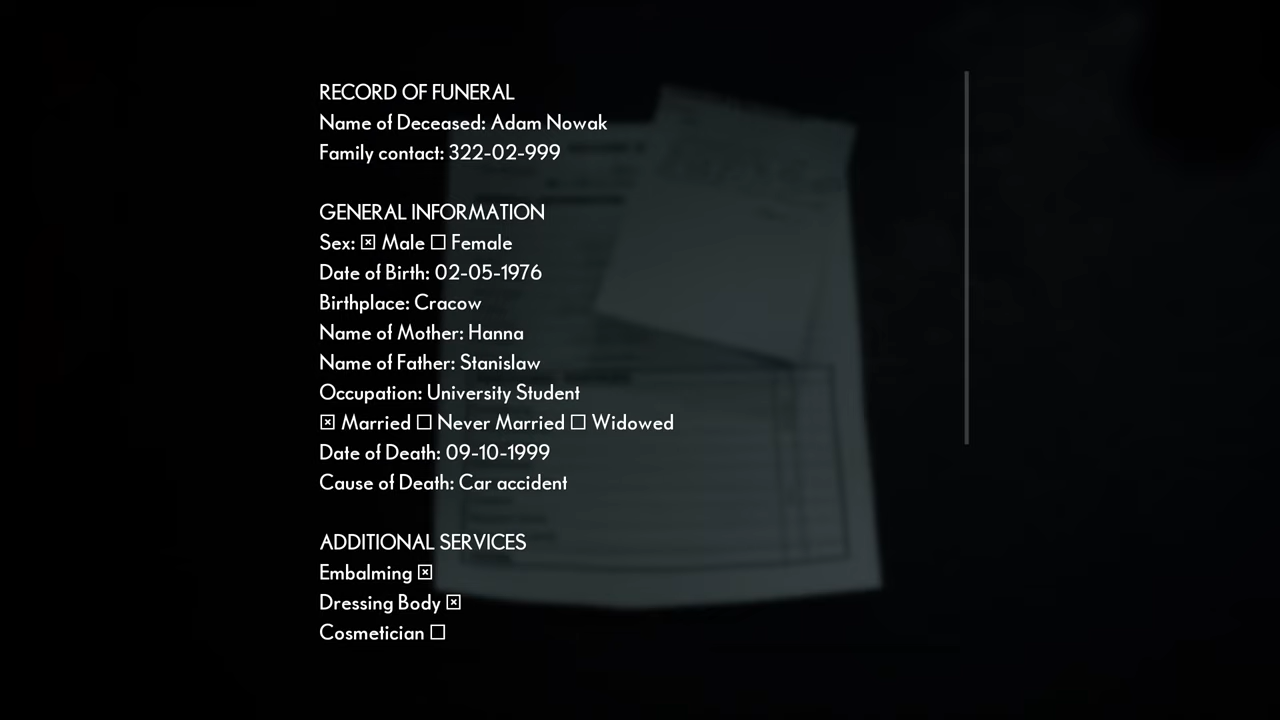 RECORD OF FUNERAL
Name of Deceased: Adam Nowak
Family contact: 322-02-999
GENERAL INFORMATION
Sex: ☒ Male ☐ Female
Date of Birth: 02-05-1976
Birthplace: Cracow
Name of Mother: Hanna
Name of Father: Stanislaw
Occupation: University Student
☒ Married ☐ Never Married ☐ Widowed
Date of Death: 09-10-1999
Cause of Death: Car accident
ADDITIONAL SERVICES
Embalming ☒
Dressing Body ☒
Cosmetician ☐